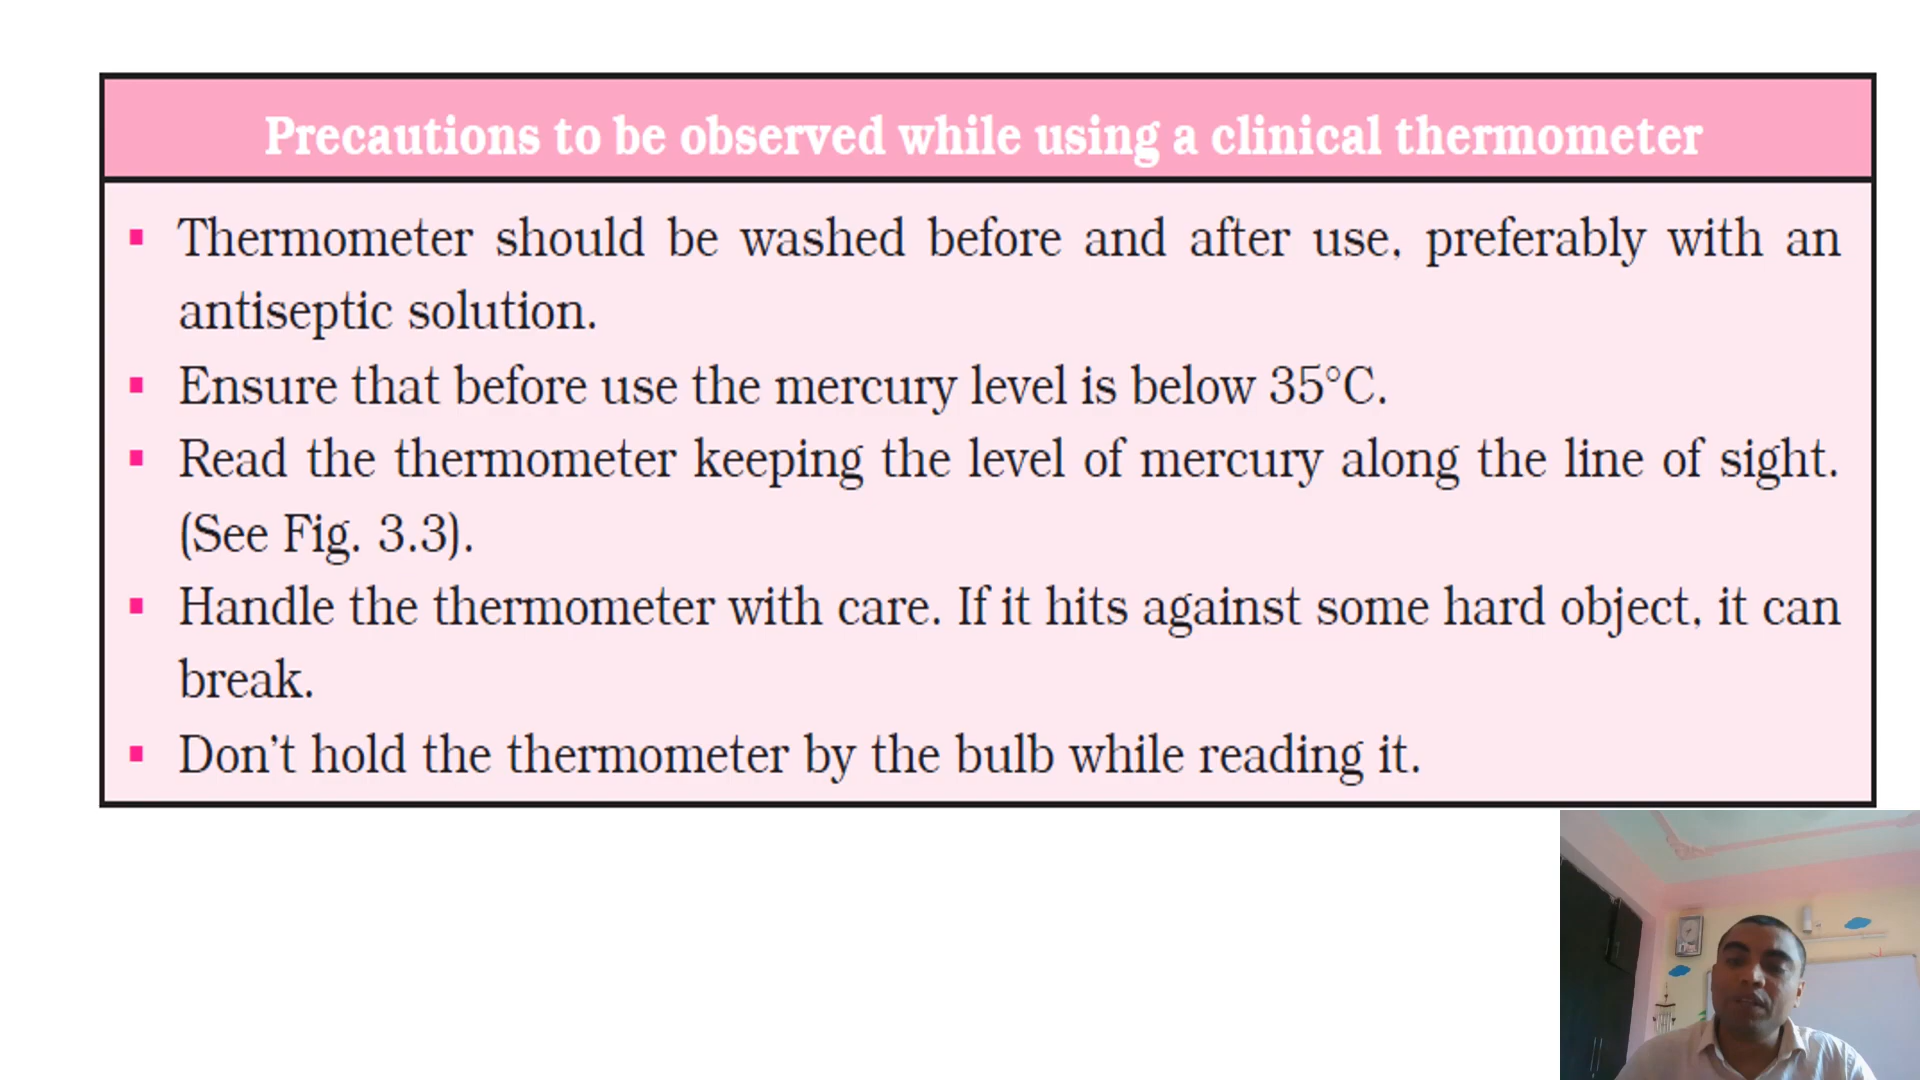 Precautions to be observed while using a clinical thermometer
▪ Thermometer should be washed before and after use, preferably with an
antiseptic solution.
▪ Ensure that before use the mercury level is below 35°C.
▪ Read the thermometer keeping the level of mercury along the line of sight.
(See Fig. 3.3).
▪ Handle the thermometer with care. If it hits against some hard object, it can
break.
▪ Don’t hold the thermometer by the bulb while reading it.